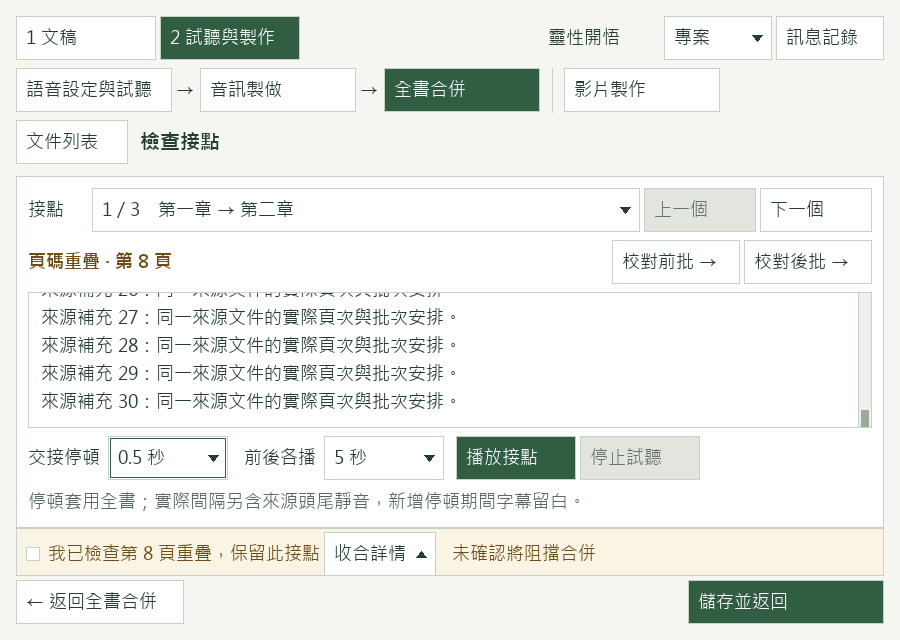 1 文稿
2 試聽與製作
靈性開悟
專案
訊息記錄
語音設定與試聽 → 音訊製做 → 全書合併
影片製作
文件列表
檢查接點
接點
1 / 3 第一章 → 第二章
上一個
下一個
頁碼重疊 · 第 8 頁
校對前批 →
校對後批 →
來源補充 27：同一來源文件的實際頁次與批次安排。
來源補充 28：同一來源文件的實際頁次與批次安排。
來源補充 29：同一來源文件的實際頁次與批次安排。
來源補充 30：同一來源文件的實際頁次與批次安排。
交接停頓
0.5 秒
前後各播
5 秒
播放接點
停止試聽
停頓套用全書；實際間隔另含來源頭尾靜音，新增停頓期間字幕留白。
我已檢查第 8 頁重疊，保留此接點
收合詳情
未確認將阻擋合併
← 返回全書合併
儲存並返回